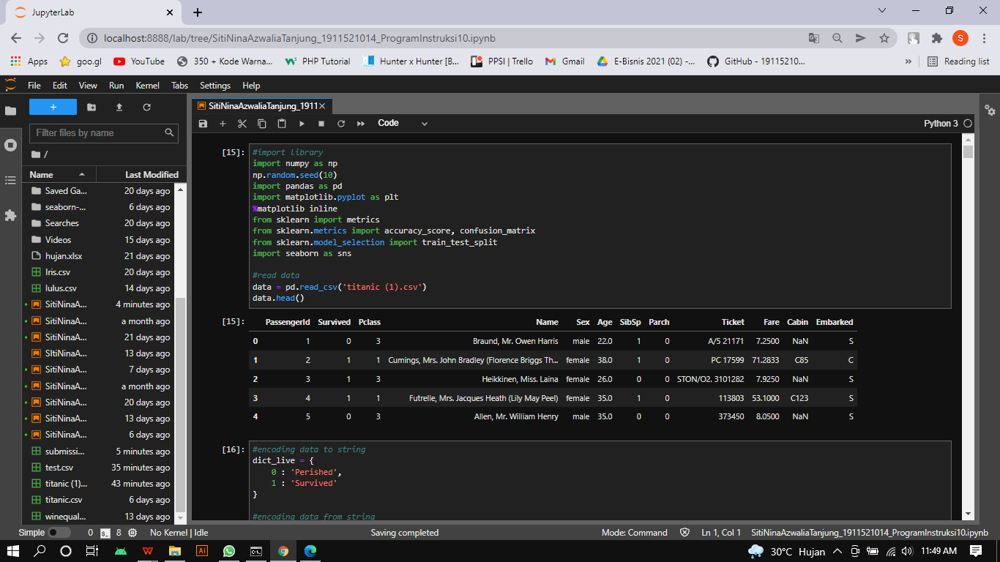 JupyterLab
localhost:8888/lab/tree/SitiNinaAzwaliaTanjung_1911521014_ProgramInstruksi10.ipynb
S
Apps goo.gl YouTube 350 + Kode Warna... PHP Tutorial Hunter x Hunter [B... PPSI | Trello Gmail E-Bisnis 2021 (02) -... GitHub - 19115210... » Reading list
File Edit View Run Kernel Tabs Settings Help
SitiNinaAzwaliaTanjung_1911
Code
Python 3
Filter files by name
/
Name Last Modified
Saved Ga... 20 days ago
seaborn-... 6 days ago
Searches 20 days ago
Videos 15 days ago
hujan.xlsx 21 days ago
Iris.csv 20 days ago
lulus.csv 14 days ago
SitiNinaA... 4 minutes ago
SitiNinaA... a month ago
SitiNinaA... 21 days ago
SItiNinaA... 13 days ago
SitiNinaA... 7 days ago
SitiNinaA... a month ago
SitiNinaA... 20 days ago
SitiNinaA... 13 days ago
SitiNinaA... 6 days ago
submissi... 5 minutes ago
test.csv 35 minutes ago
titanic (1)... 43 minutes ago
titanic.csv 6 days ago
winequal... 13 days ago
[15]: #import library
import numpy as np
np.random.seed(10)
import pandas as pd
import matplotlib.pyplot as plt
%matplotlib inline
from sklearn import metrics
from sklearn.metrics import accuracy_score, confusion_matrix
from sklearn.model_selection import train_test_split
import seaborn as sns
#read data
data = pd.read_csv('titanic (1).csv')
data.head()
[15]: PassengerId Survived Pclass Name Sex Age SibSp Parch Ticket Fare Cabin Embarked
0 1 0 3 Braund, Mr. Owen Harris male 22.0 1 0 A/5 21171 7.2500 NaN S
1 2 1 1 Cumings, Mrs. John Bradley (Florence Briggs Th... female 38.0 1 0 PC 17599 71.2833 C85 C
2 3 1 3 Heikkinen, Miss. Laina female 26.0 0 0 STON/O2. 3101282 7.9250 NaN S
3 4 1 1 Futrelle, Mrs. Jacques Heath (Lily May Peel) female 35.0 1 0 113803 53.1000 C123 S
4 5 0 3 Allen, Mr. William Henry male 35.0 0 0 373450 8.0500 NaN S
[16]: #encoding data to string
dict_live = {
0 : 'Perished',
1 : 'Survived'
}
#encoding data from string
Simple 0 8 No Kernel | Idle Saving completed Mode: Command Ln 1, Col 1 SitiNinaAzwaliaTanjung_1911521014_ProgramInstruksi10.ipynb
30°C Hujan 11:49 AM